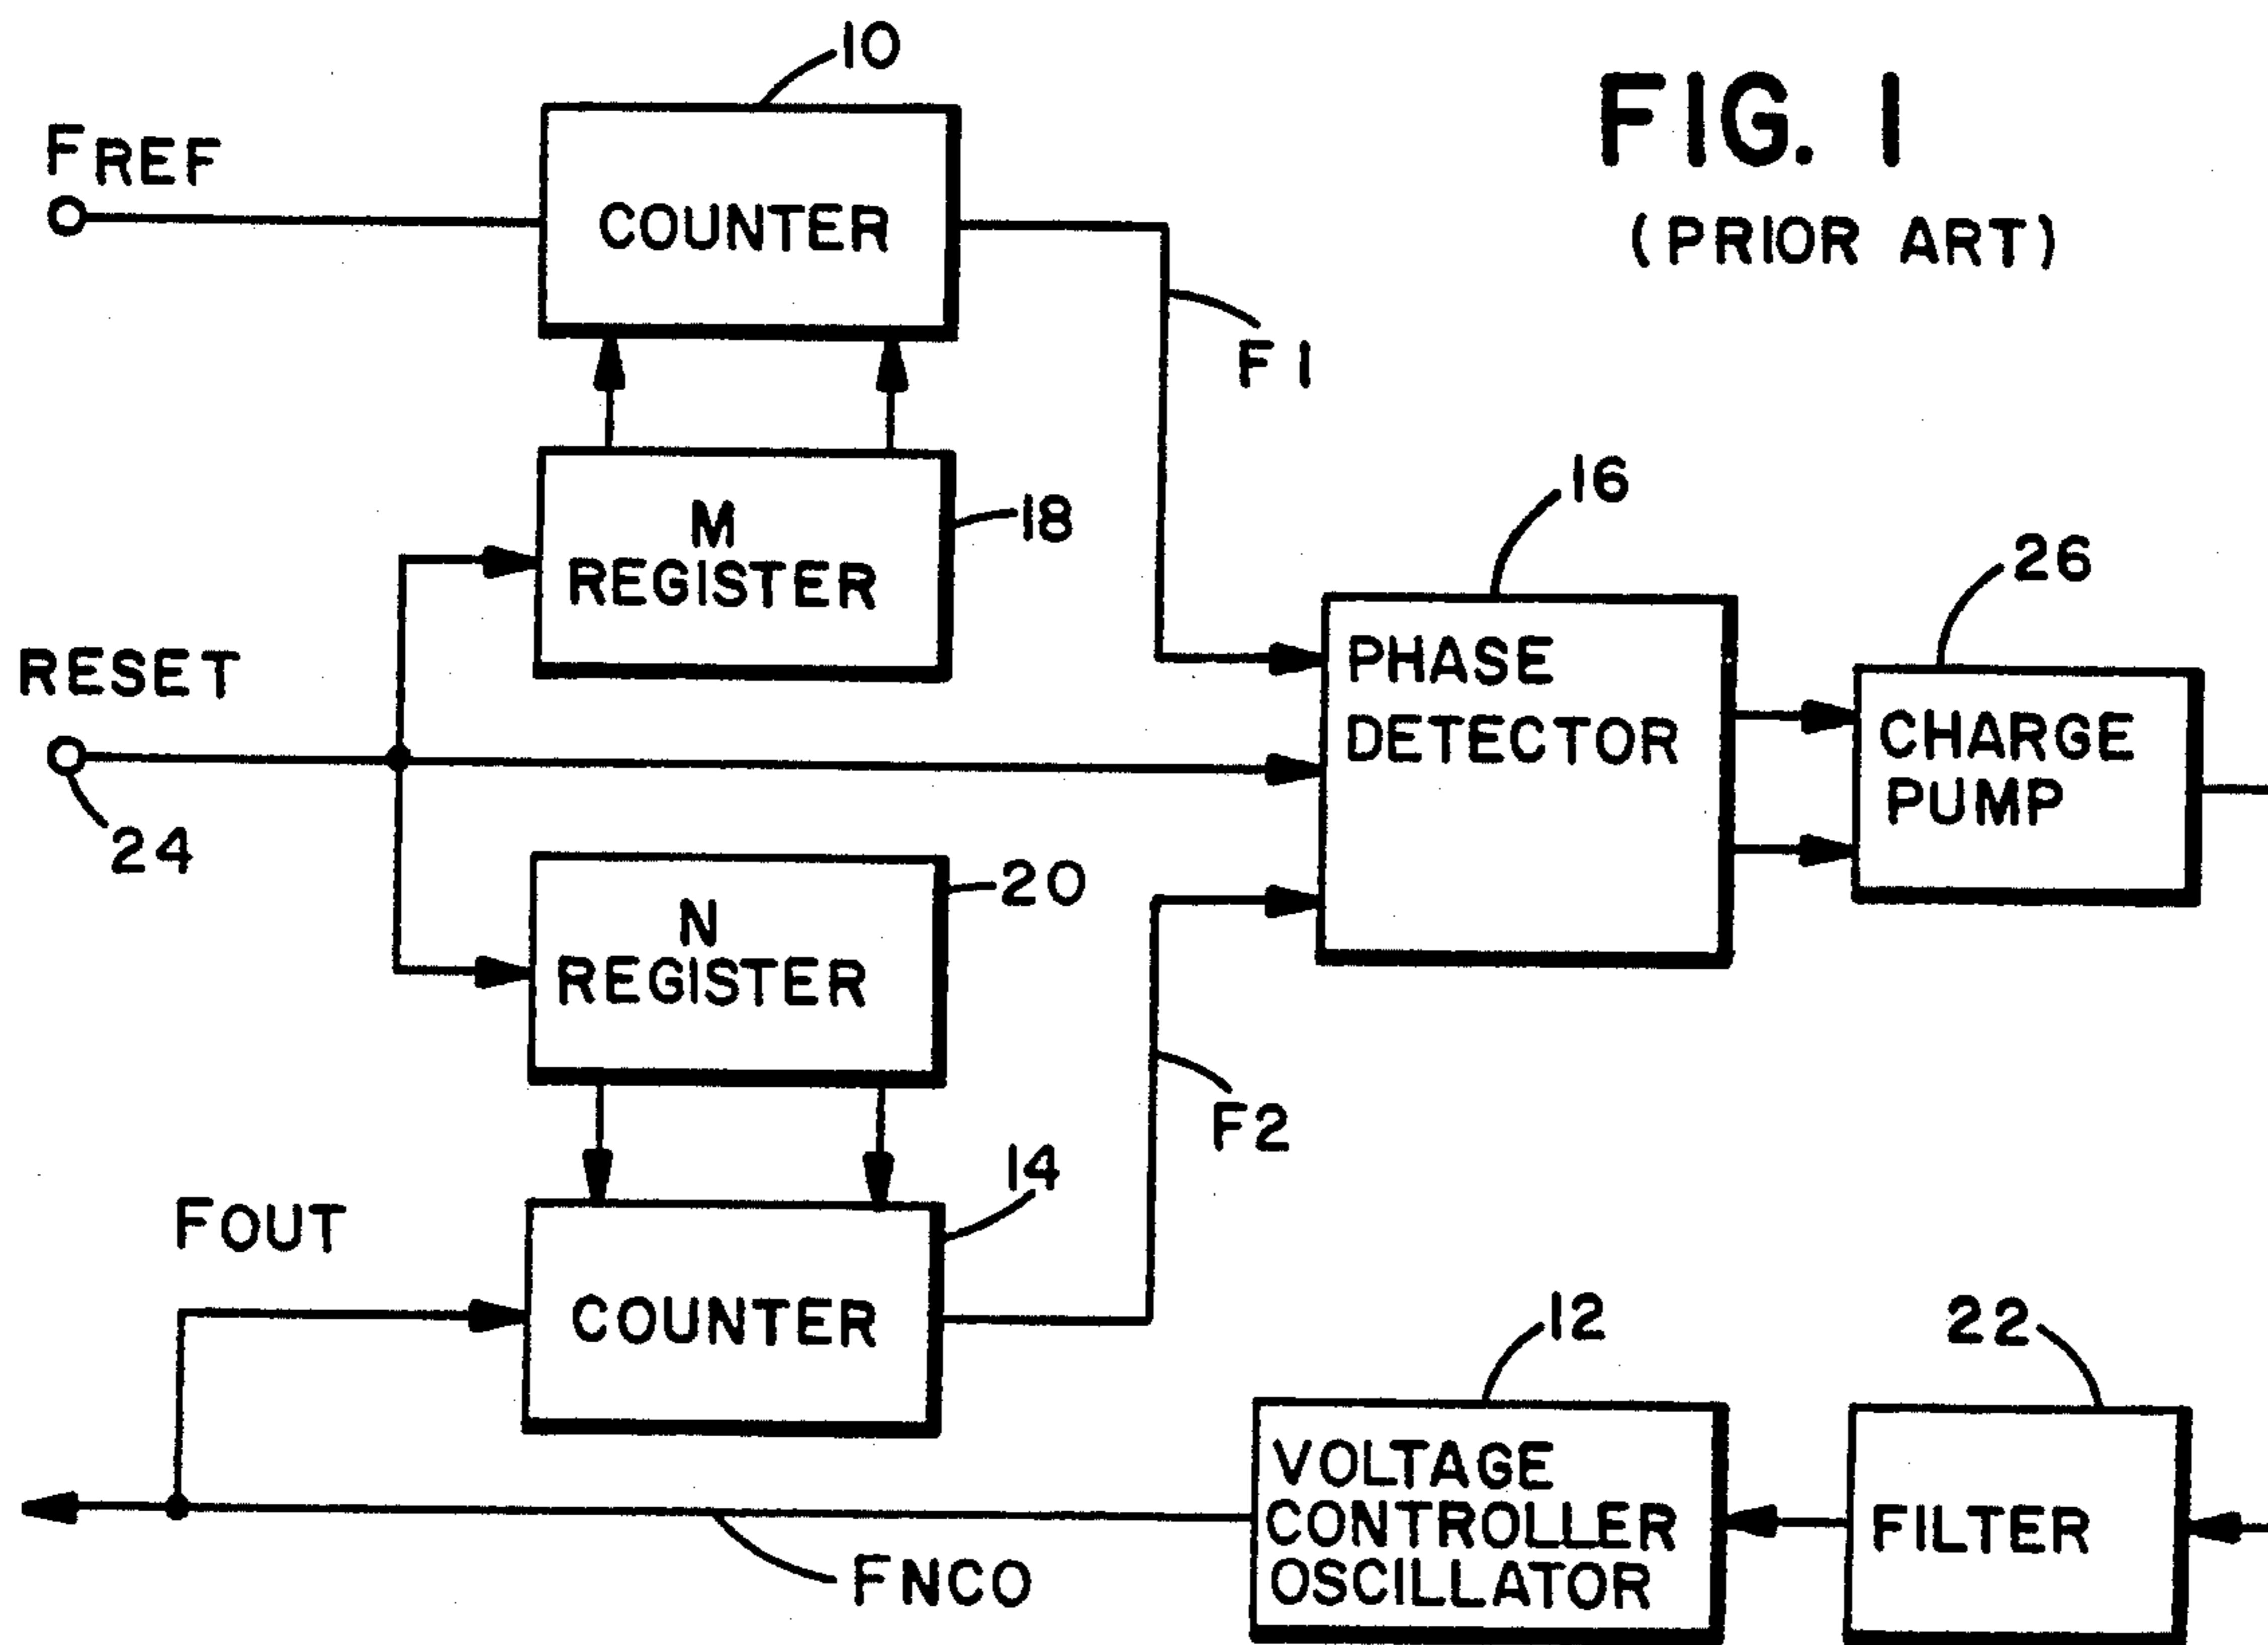 10
FIG. 1
(PRIOR ART)
FREF
COUNTER
F1
M
REGISTER
18
16
26
RESET
24
PHASE
DETECTOR
CHARGE
PUMP
N
REGISTER
20
F2
14
FOUT
COUNTER
12
22
VOLTAGE
CONTROLLER
OSCILLATOR
FILTER
FNCO